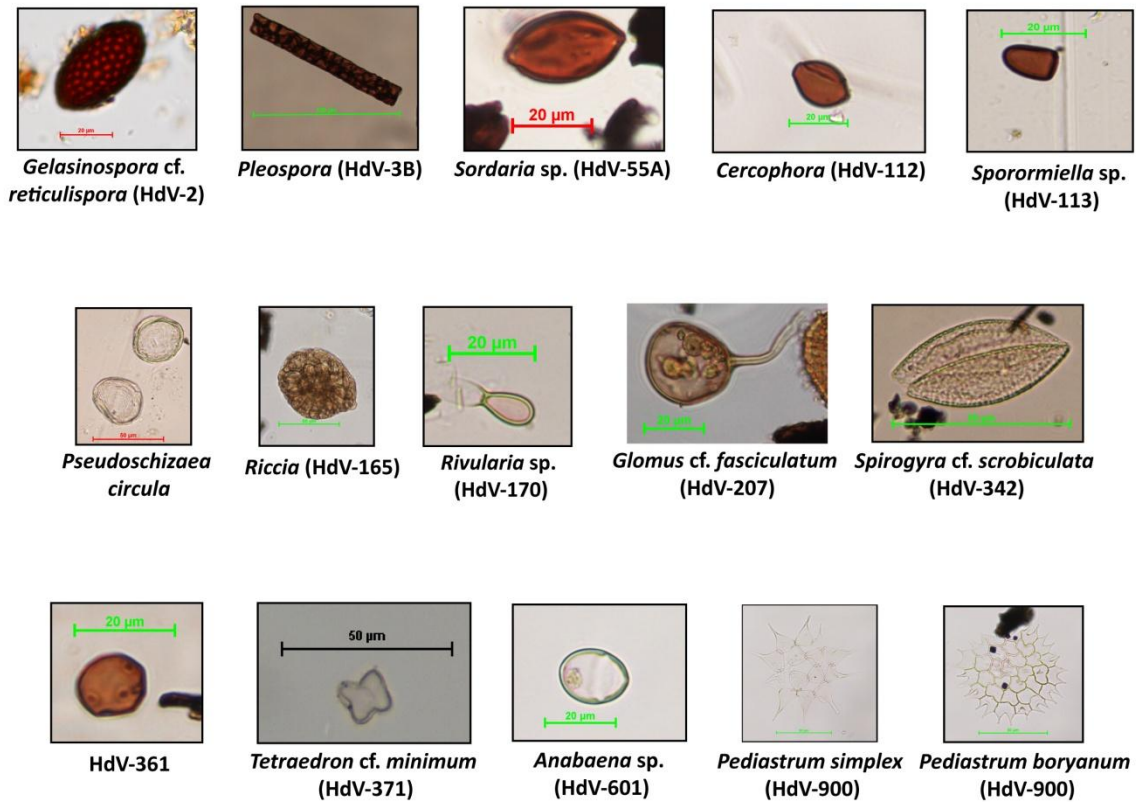 20 µm
20 µm
20 µm
20 µm
Gelasinospora cf.
reticulispora (HdV-2)
Pleospora (HdV-3B)
Sordaria sp. (HdV-55A)
Cercophora (HdV-112)
Sporormiella sp.
(HdV-113)
20 µm
50 µm
Pseudoschizaea
circula
Riccia (HdV-165)
Rivularia sp.
(HdV-170)
Glomus cf. fasciculatum
(HdV-207)
Spirogyra cf. scrobiculata
(HdV-342)
20 µm
50 µm
20 µm
HdV-361
Tetraedron cf. minimum
(HdV-371)
Anabaena sp.
(HdV-601)
Pediastrum simplex
(HdV-900)
Pediastrum boryanum
(HdV-900)